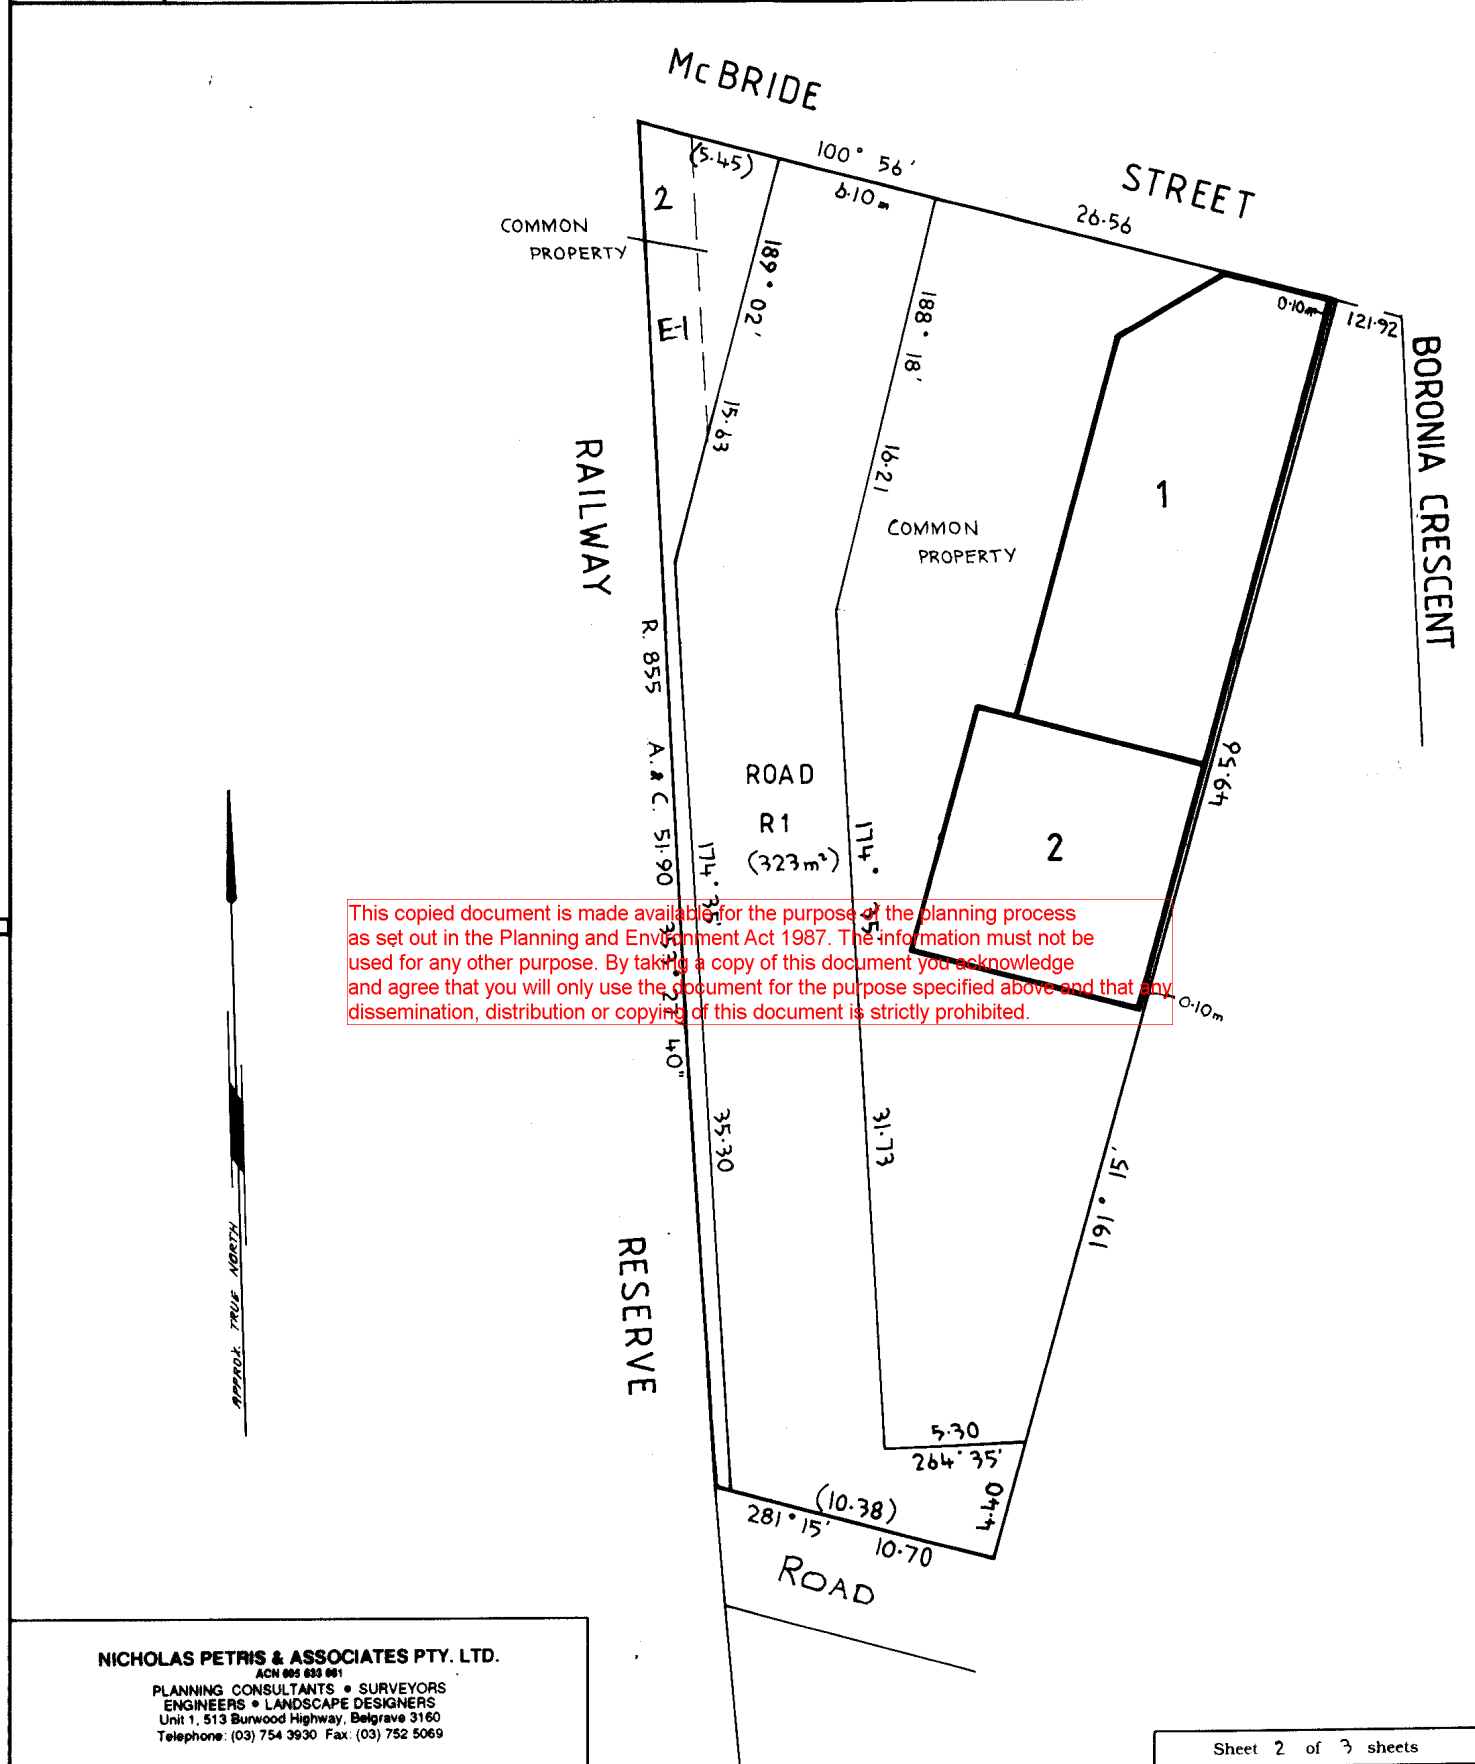 McBRIDE
STREET
100° 56'
(5.45)
6.10m
26.56
2
COMMON
PROPERTY
E-1
189° 02'
15.63
188° 18'
16.21
0.10m
121.92
BORONIA CRESCENT
1
COMMON
PROPERTY
RAILWAY
R. 855 A. & C. 51.90 353° 27' 40"
49.56
ROAD
R1
(323m²)
2
174° 35'
174° 35'
This copied document is made available for the purpose of the planning process
as set out in the Planning and Environment Act 1987. The information must not be
used for any other purpose. By taking a copy of this document you acknowledge
and agree that you will only use the document for the purpose specified above and that any
dissemination, distribution or copying of this document is strictly prohibited.
0.10m
35.30
31.73
191° 15'
APPROX. TRUE NORTH
RESERVE
5.30
264° 35'
4.40
(10.38)
281° 15'
10.70
ROAD
NICHOLAS PETRIS & ASSOCIATES PTY. LTD.
ACN
PLANNING CONSULTANTS • SURVEYORS
ENGINEERS • LANDSCAPE DESIGNERS
Unit 1, 513 Burwood Highway, Belgrave 3160
Telephone: (03) 754 3930 Fax: (03) 752 5069
Sheet 2 of 3 sheets